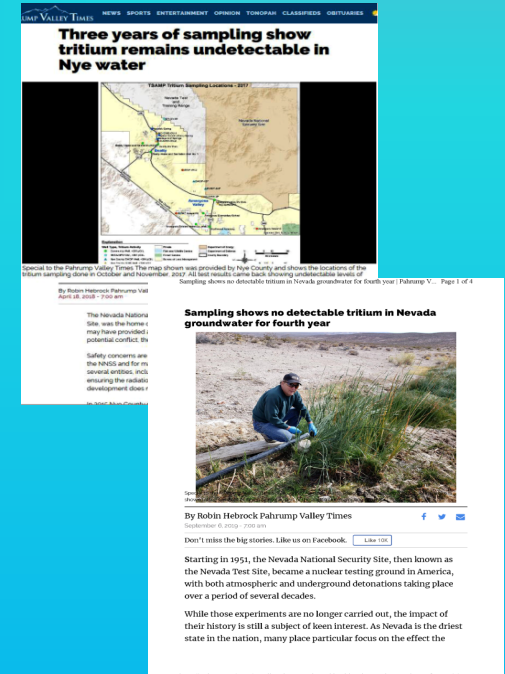 UMP VALLEY TIMES
NEWS SPORTS ENTERTAINMENT OPINION TONOPAH CLASSIFIEDS OBITUARIES
Three years of sampling show
tritium remains undetectable in
Nye water
TSAMP Tritium Sampling Locations - 2017
Special to the Pahrump Valley Times The map shown was provided by Nye County and shows the locations of the
tritium sampling done in October and November, 2017. All test results came back showing undetectable levels of
By Robin Hebrock Pahrump Val
April 18, 2018 - 7:00 am
The Nevada Nationa
Site, was the home o
may have provided a
potential conflict, th
Safety concerns are
the NNSS and for m
several entites, inclu
ensuring the radiatio
development does n
Sampling shows no detectable tritium in Nevada groundwater for fourth year | Pahrump V... Page 1 of 4
Sampling shows no detectable tritium in Nevada
groundwater for fourth year
By Robin Hebrock Pahrump Valley Times
September 6, 2019 - 7:00 am
Don't miss the big stories. Like us on Facebook. Like 10K
Starting in 1951, the Nevada National Security Site, then known as
the Nevada Test Site, became a nuclear testing ground in America,
with both atmospheric and underground detonations taking place
over a period of several decades.
While those experiments are no longer carried out, the impact of
their history is still a subject of keen interest. As Nevada is the driest
state in the nation, many place particular focus on the effect the